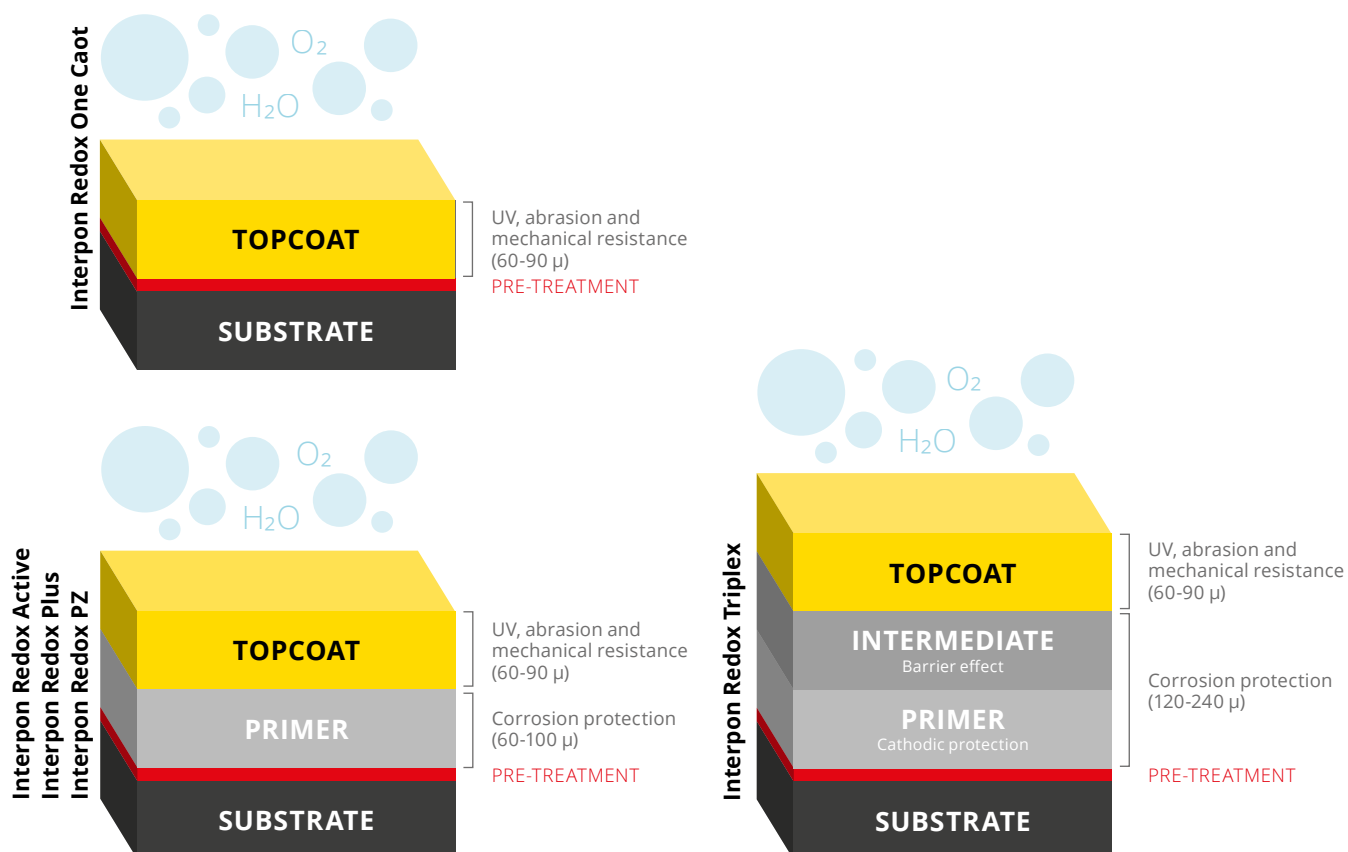 Interpon Redox One Caot
O₂
H₂O
TOPCOAT
UV, abrasion and
mechanical resistance
(60-90 µ)
PRE-TREATMENT
SUBSTRATE
Interpon Redox Active
Interpon Redox Plus
Interpon Redox PZ
O₂
H₂O
TOPCOAT
UV, abrasion and
mechanical resistance
(60-90 µ)
PRIMER
Corrosion protection
(60-100 µ)
PRE-TREATMENT
SUBSTRATE
Interpon Redox Triplex
O₂
H₂O
TOPCOAT
UV, abrasion and
mechanical resistance
(60-90 µ)
INTERMEDIATE
Barrier effect
PRIMER
Cathodic protection
Corrosion protection
(120-240 µ)
PRE-TREATMENT
SUBSTRATE